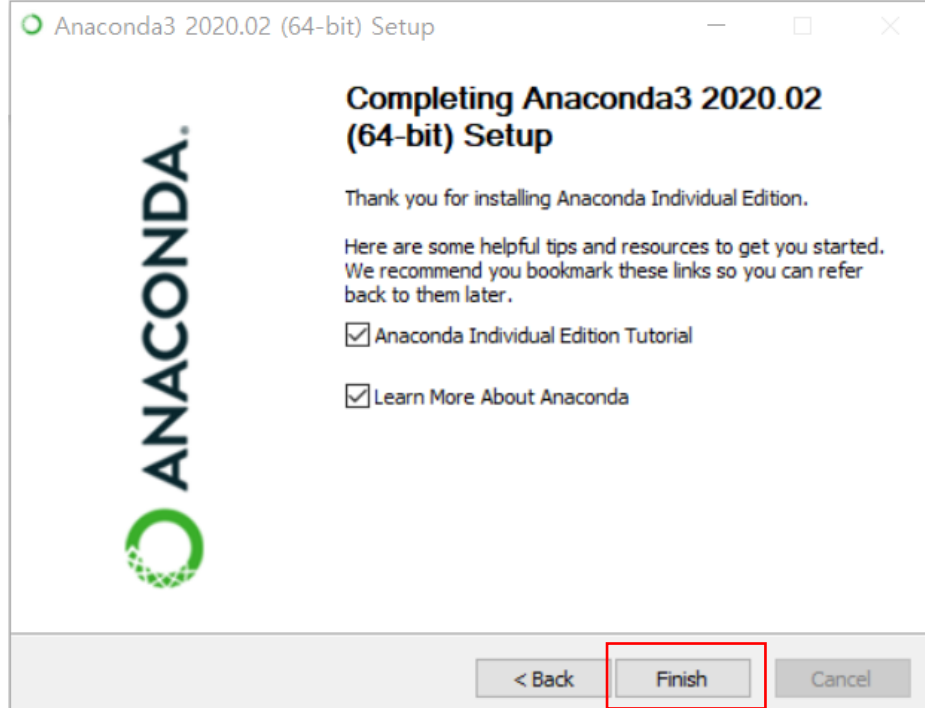 Anaconda3 2020.02 (64-bit) Setup
Completing Anaconda3 2020.02
(64-bit) Setup
Thank you for installing Anaconda Individual Edition.
Here are some helpful tips and resources to get you started.
We recommend you bookmark these links so you can refer
back to them later.
Anaconda Individual Edition Tutorial
Learn More About Anaconda
ANACONDA.
< Back
Finish
Cancel